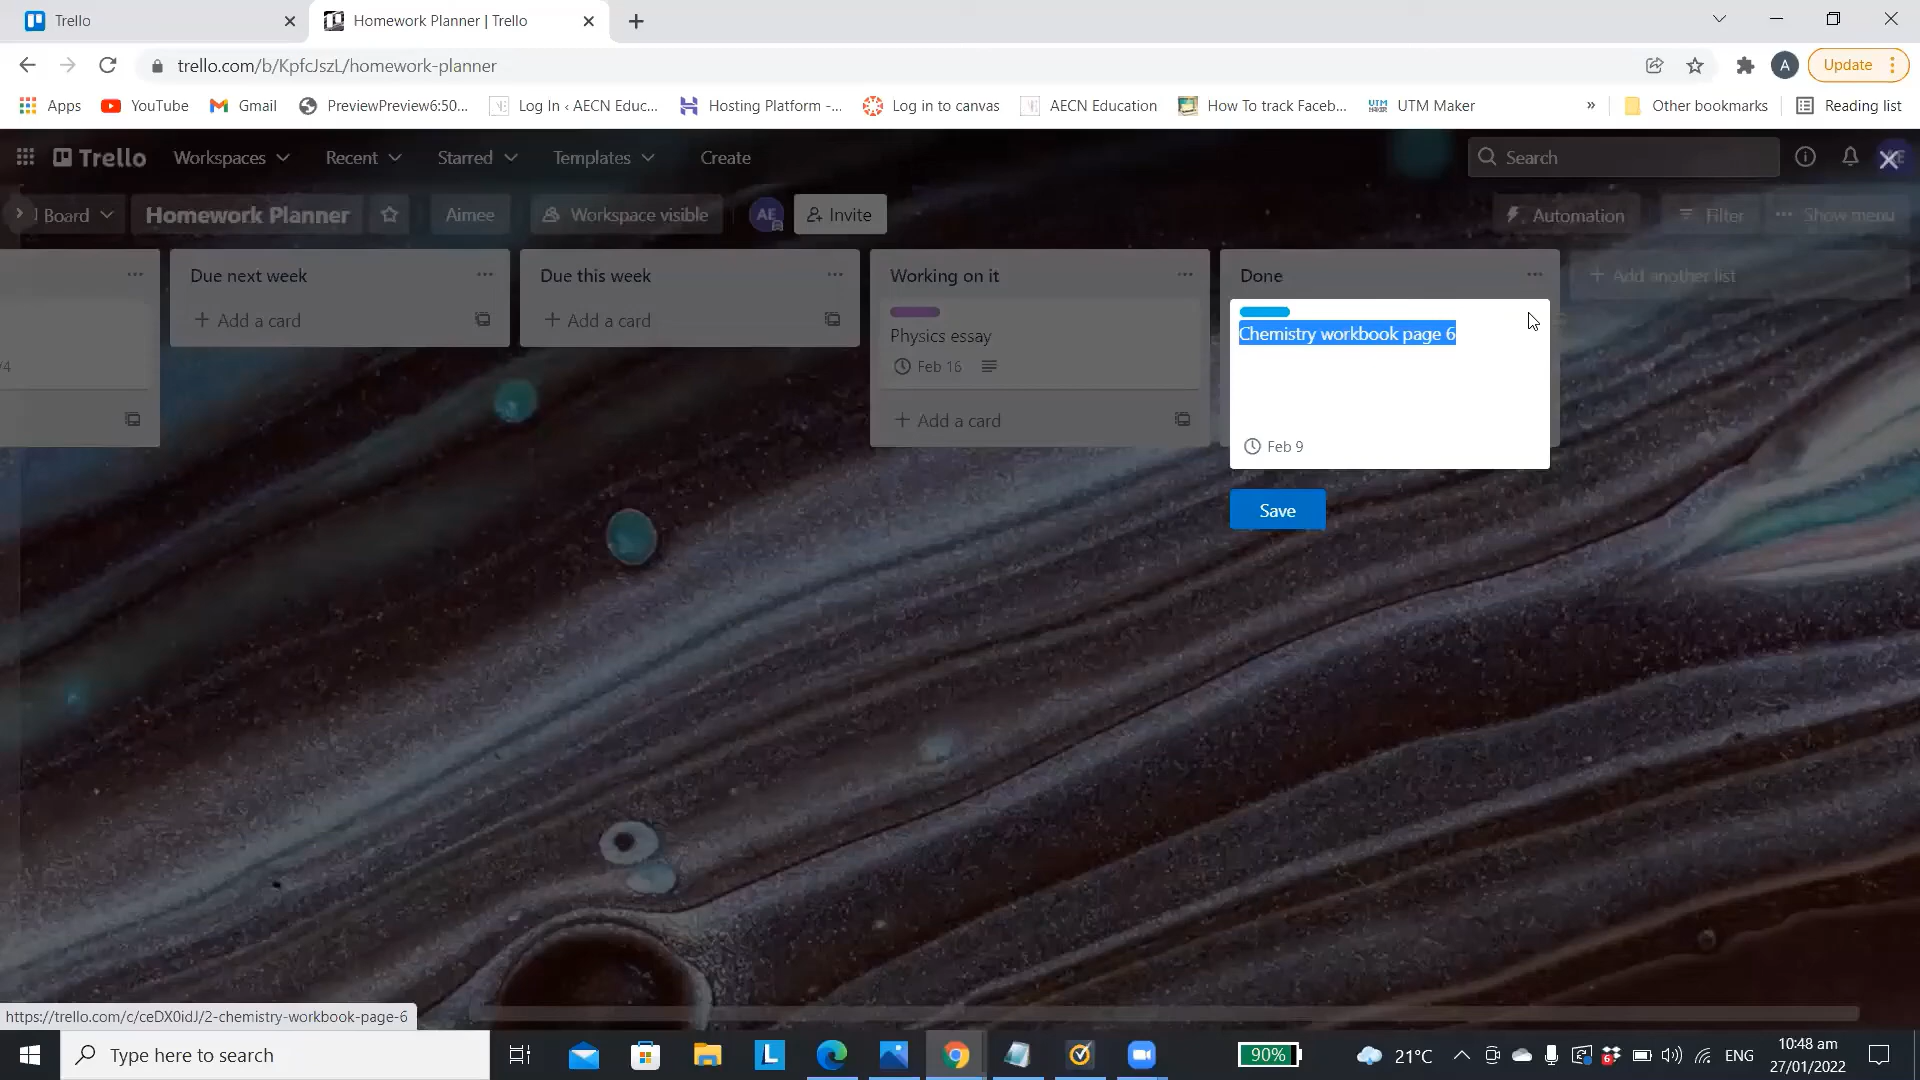 Trello
Homework Planner | Trello
trello.com/b/KpfcJszL/homework-planner
Update
Apps
YouTube
Gmail
PreviewPreview6:50...
Log In ‹ AECN Educ...
Hosting Platform -...
Log in to canvas
AECN Education
How To track Faceb...
UTM Maker
»
Other bookmarks
Reading list
Trello
Workspaces
Recent
Starred
Templates
Create
Search
Board
Homework Planner
Aimee
Workspace visible
AE
Invite
Automation
Filter
Show menu
Due next week
Due this week
Working on it
Done
Add another list
/4
+ Add a card
+ Add a card
Physics essay
Feb 16
+ Add a card
Chemistry workbook page 6
Feb 9
Save
https://trello.com/c/ceDX0idJ/2-chemistry-workbook-page-6
Type here to search
90%
21°C
ENG
10:48 am
27/01/2022